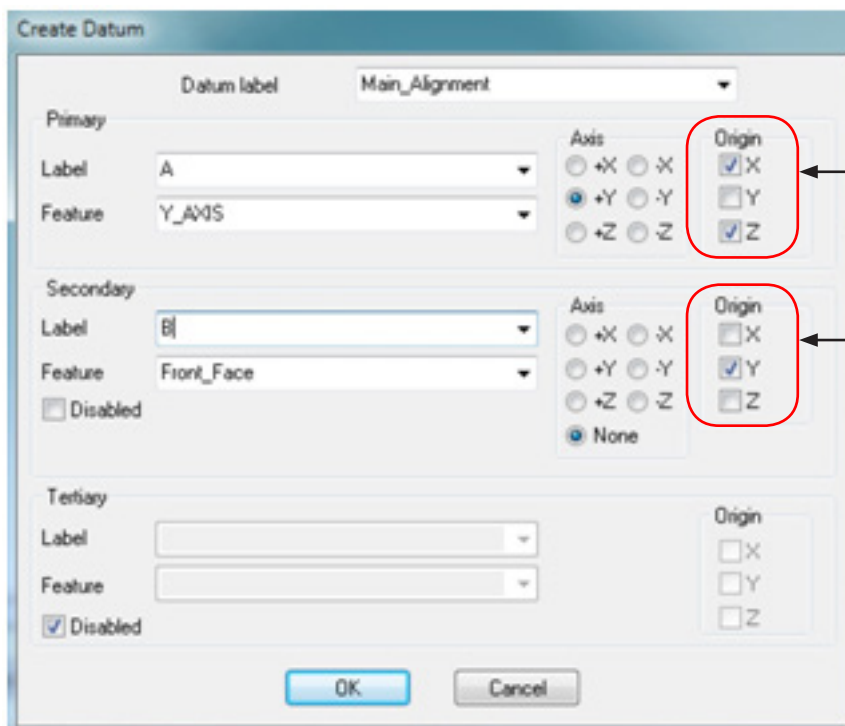 Create Datum
Datum label Main_Alignment
Primary
Axis Origin
Label A +X -X X
Feature Y_AXIS +Y -Y Y
+Z -Z Z
Secondary
Axis Origin
Label B +X -X X
Feature Front_Face +Y -Y Y
Disabled +Z -Z Z
None
Tertiary
Origin
Label X
Feature Y
Disabled Z
OK Cancel